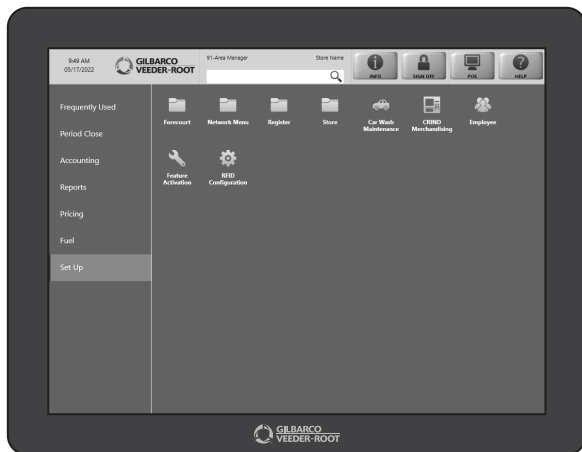 9:49 AM
05/17/2022
GILBARCO
VEEDER-ROOT
91-Area Manager
Store Name
INFO
SIGN OFF
POS
HELP
Frequently Used
Period Close
Accounting
Reports
Pricing
Fuel
Set Up
Forecourt
Network Menu
Register
Store
Car Wash
Maintenance
CRIND
Merchandising
Employee
Feature
Activation
RFID
Configuration
GILBARCO
VEEDER-ROOT